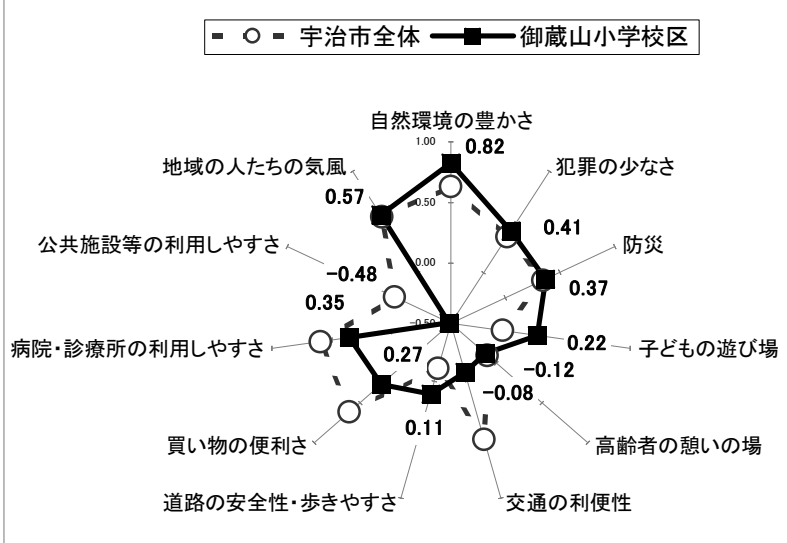 宇治市全体 御蔵山小学校区
自然環境の豊かさ
1.00
0.82
地域の人たちの気風
犯罪の少なさ
0.57
0.50
0.41
公共施設等の利用しやすさ
防災
-0.48
0.00
0.37
0.35
-0.50
0.22
病院・診療所の利用しやすさ
子どもの遊び場
0.27
-0.12
-0.08
0.11
買い物の便利さ
高齢者の憩いの場
道路の安全性・歩きやすさ
交通の利便性